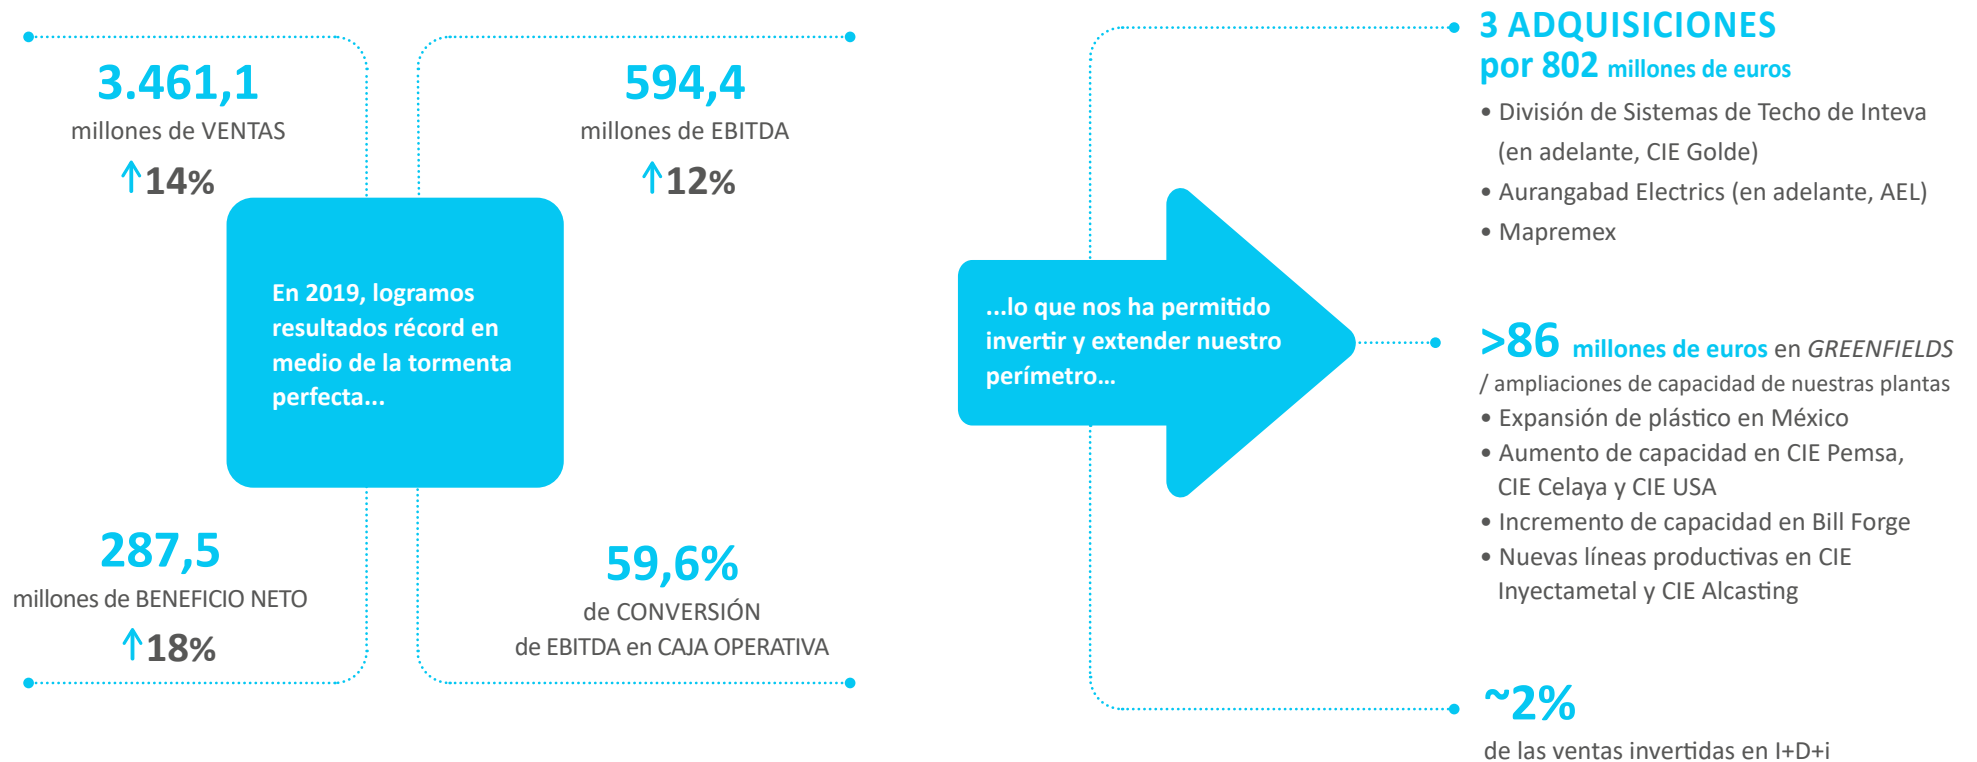 3.461,1
millones de VENTAS
↑14%
594,4
millones de EBITDA
↑12%
En 2019, logramos
resultados récord en
medio de la tormenta
perfecta...
287,5
millones de BENEFICIO NETO
↑18%
59,6%
de CONVERSIÓN
de EBITDA en CAJA OPERATIVA
...lo que nos ha permitido
invertir y extender nuestro
perímetro...
3 ADQUISICIONES
por 802 millones de euros
• División de Sistemas de Techo de Inteva
(en adelante, CIE Golde)
• Aurangabad Electrics (en adelante, AEL)
• Mapremex
>86 millones de euros en GREENFIELDS
/ ampliaciones de capacidad de nuestras plantas
• Expansión de plástico en México
• Aumento de capacidad en CIE Pemsa,
CIE Celaya y CIE USA
• Incremento de capacidad en Bill Forge
• Nuevas líneas productivas en CIE
Inyectametal y CIE Alcasting
~2%
de las ventas invertidas en I+D+i